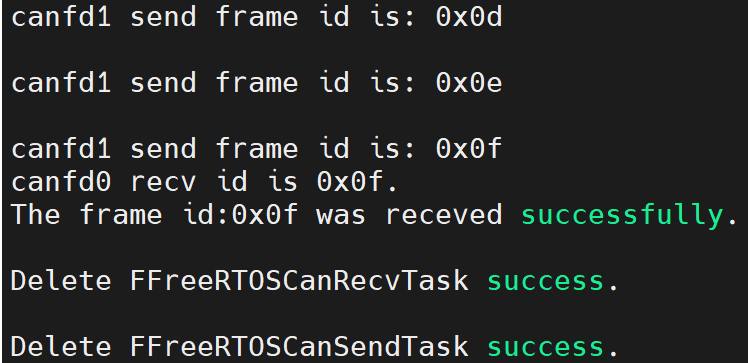 canfd1 send frame id is: 0x0d
canfd1 send frame id is: 0x0e
canfd1 send frame id is: 0x0f
canfd0 recv id is 0x0f.
The frame id:0x0f was receved successfully.
Delete FFreeRTOSCanRecvTask success.
Delete FFreeRTOSCanSendTask success.